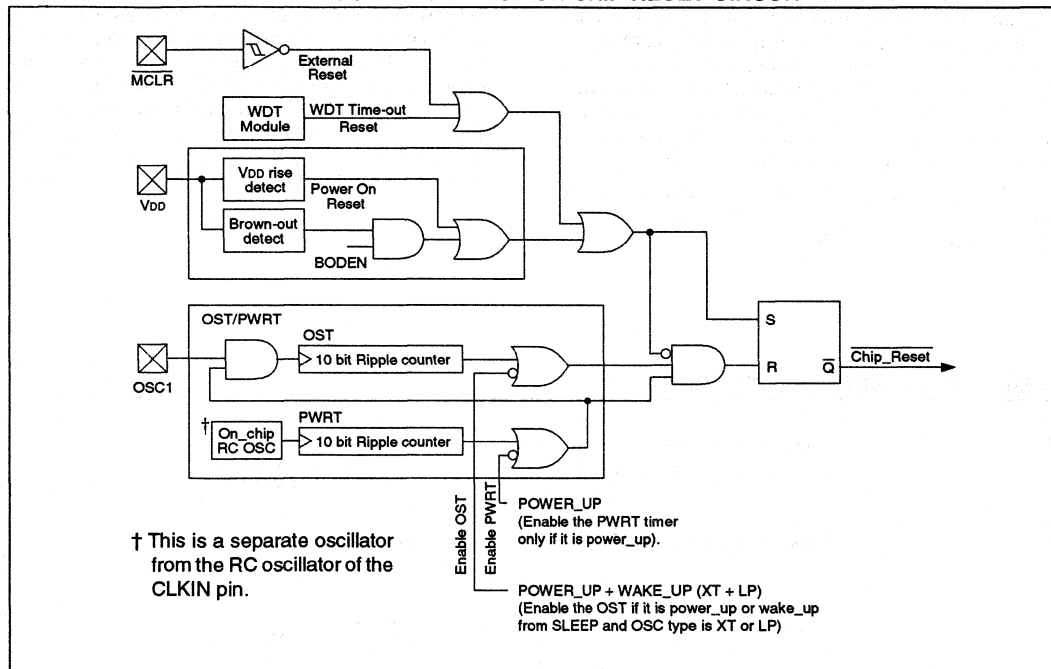 MCLR
External
Reset
WDT
Module
WDT Time-out
Reset
VDD
VDD rise
detect
Power On
Reset
Brown-out
detect
BODEN
OST/PWRT
OSC1
OST
10 bit Ripple counter
S
R
Q
Chip_Reset
†
On_chip
RC OSC
PWRT
10 bit Ripple counter
Enable OST
Enable PWRT
POWER_UP
(Enable the PWRT timer
only if it is power_up).
POWER_UP + WAKE_UP (XT + LP)
(Enable the OST if it is power_up or wake_up
from SLEEP and OSC type is XT or LP)
† This is a separate oscillator
from the RC oscillator of the
CLKIN pin.